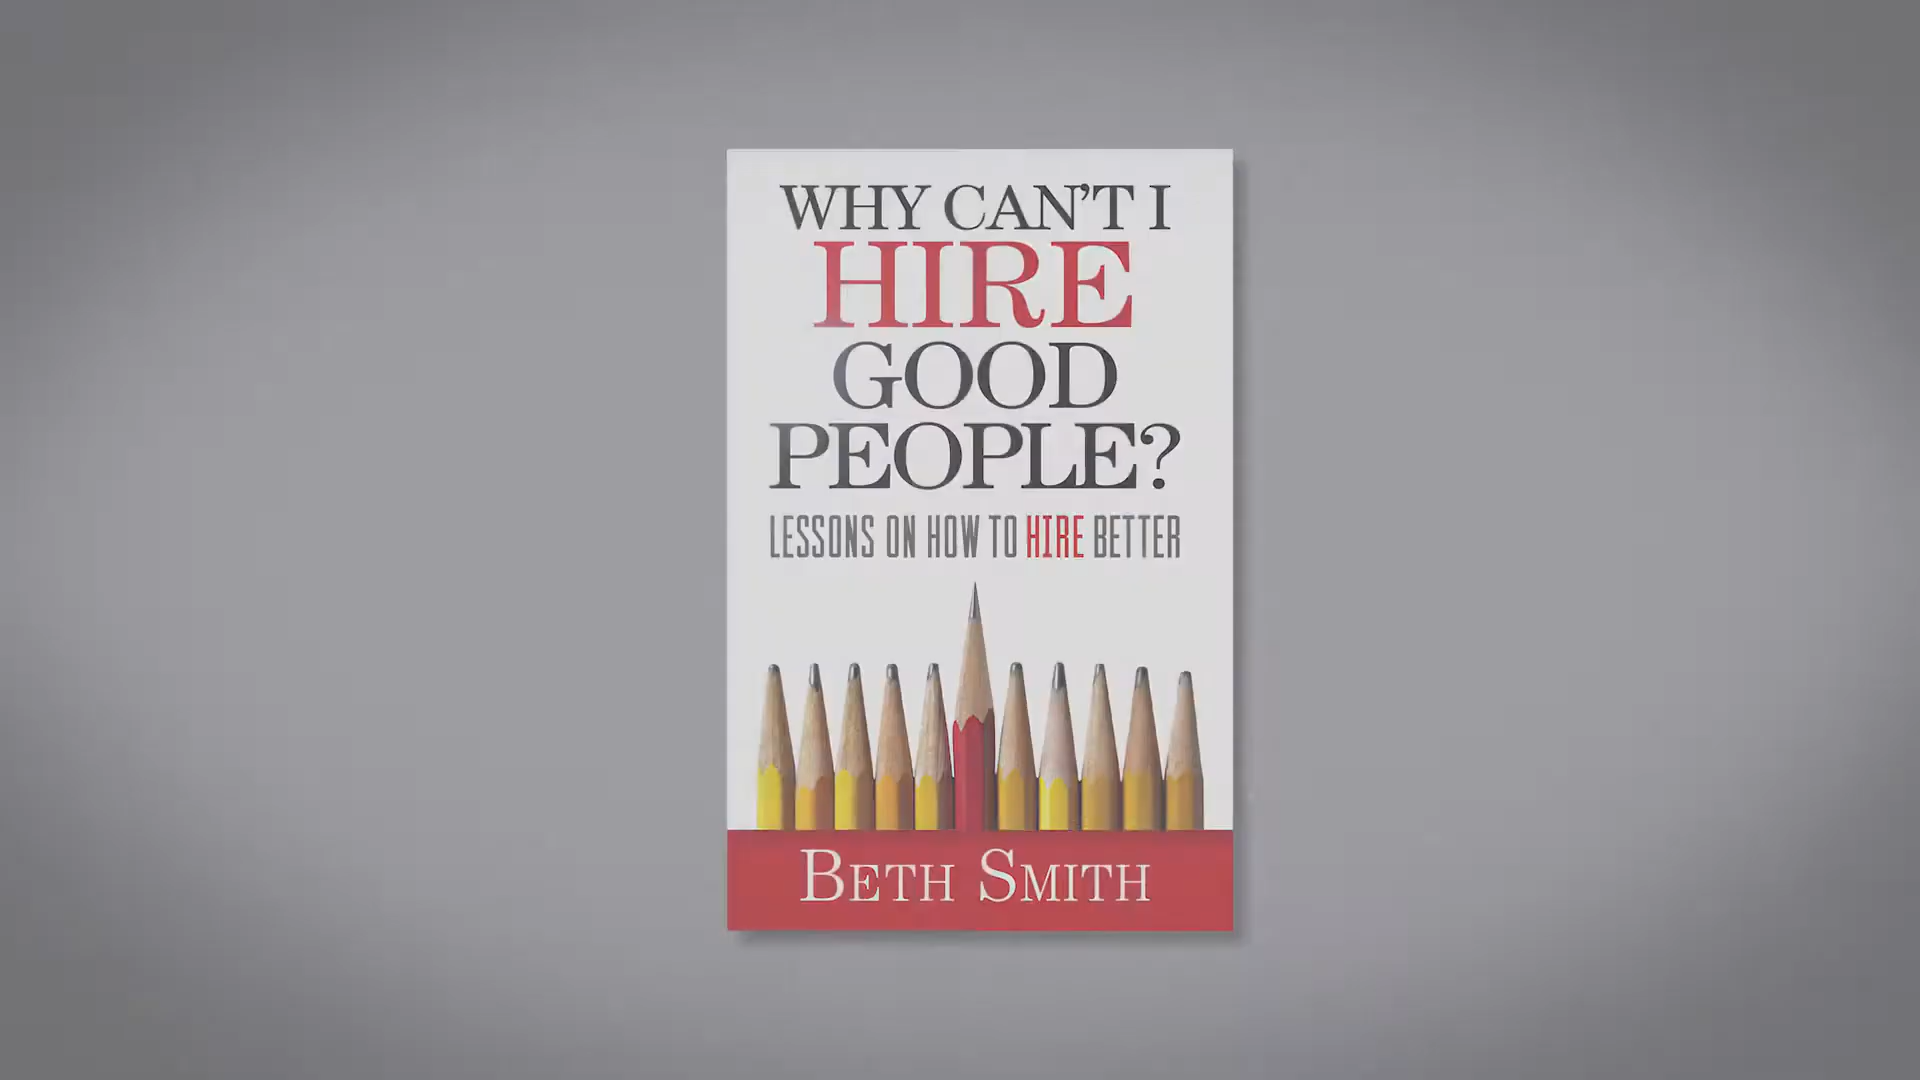 WHY CAN'T I
HIRE
GOOD
PEOPLE?
LESSONS ON HOW TO HIRE BETTER
BETH SMITH